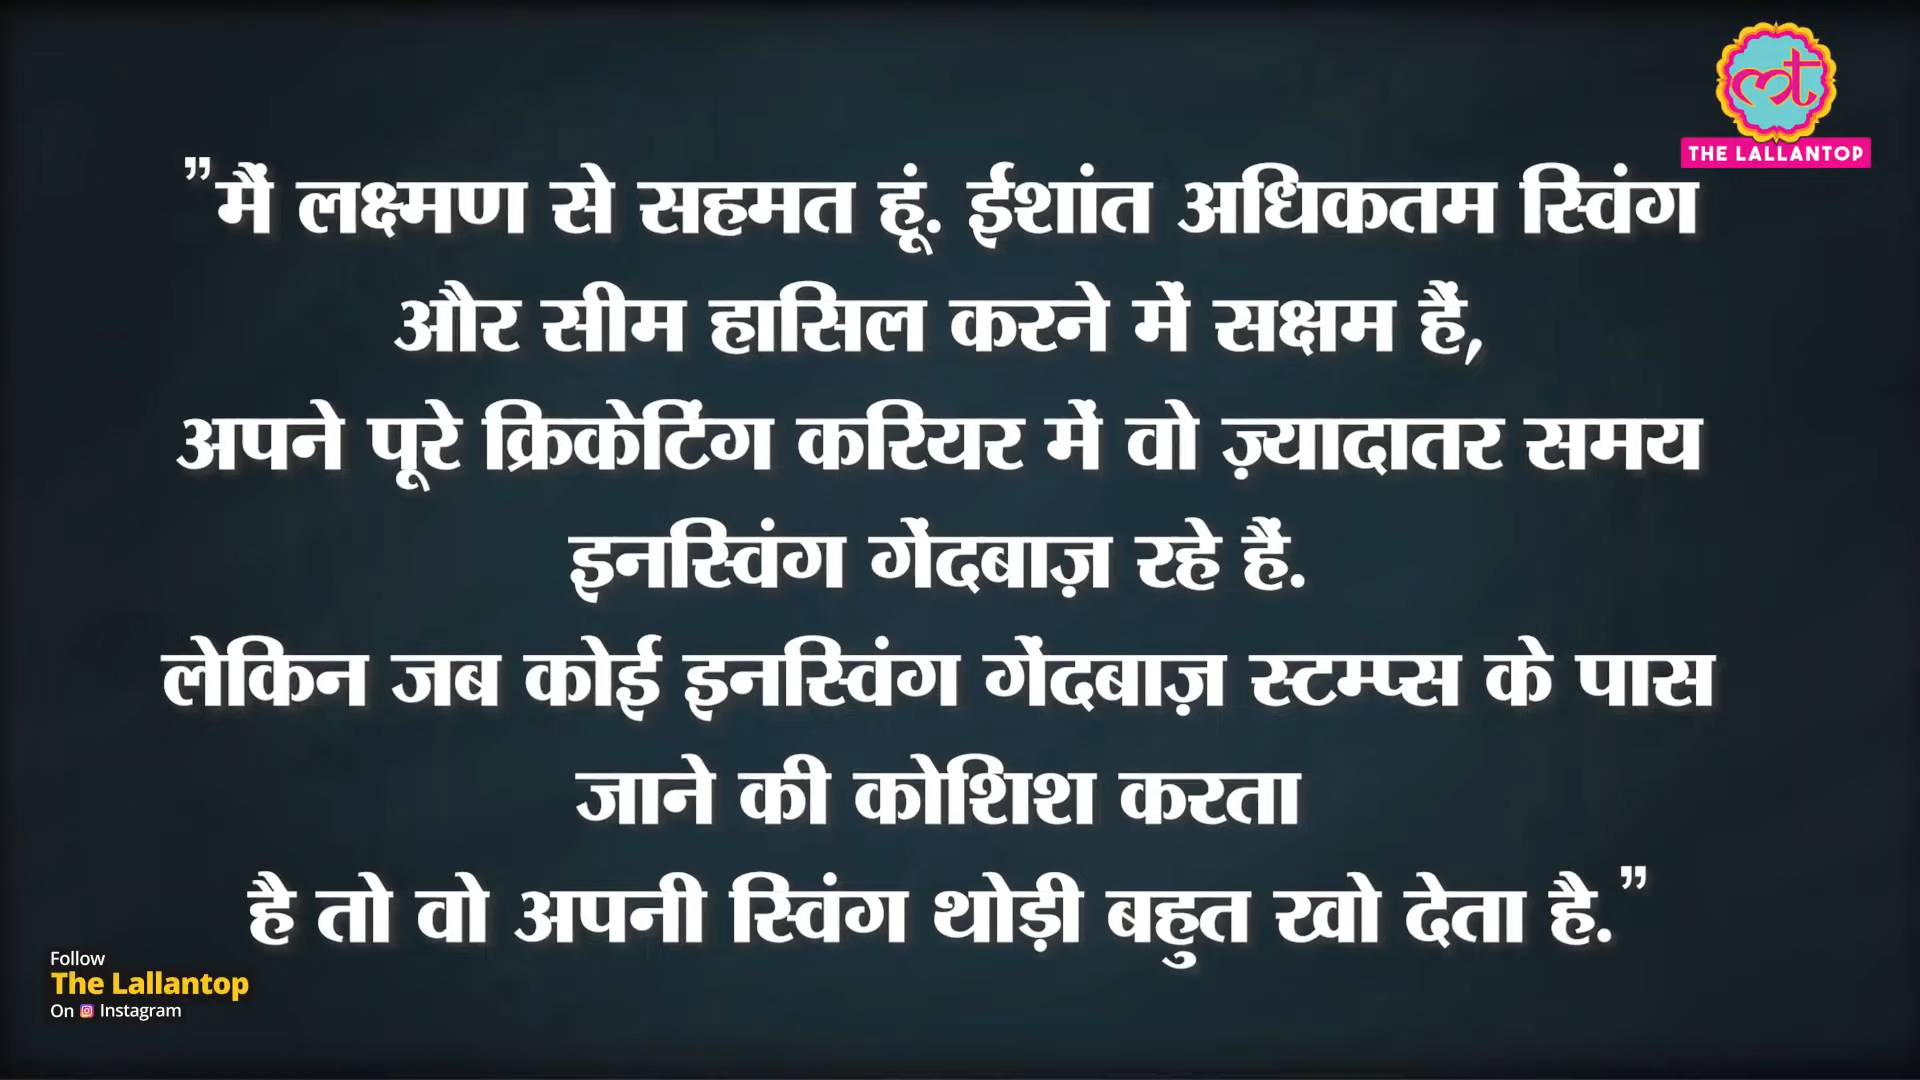 THE LALLANTOP
"मैं लक्ष्मण से सहमत हूं. ईशांत अधिकतम स्विंग
और सीम हासिल करने में सक्षम हैं,
अपने पूरे क्रिकेटिंग करियर में वो ज़्यादातर समय
इनस्विंग गेंदबाज़ रहे हैं.
लेकिन जब कोई इनस्विंग गेंदबाज़ स्टम्प्स के पास
जाने की कोशिश करता
है तो वो अपनी स्विंग थोड़ी बहुत खो देता है."
Follow
The Lallantop
On Instagram